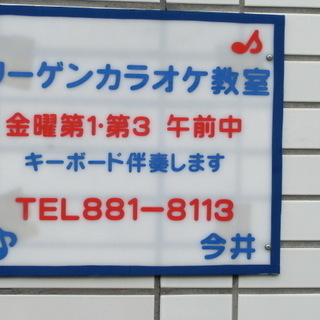 ーゲンカラオケ教室
金曜第1・第3 午前中
キーボード伴奏します
TEL881-8113
今井